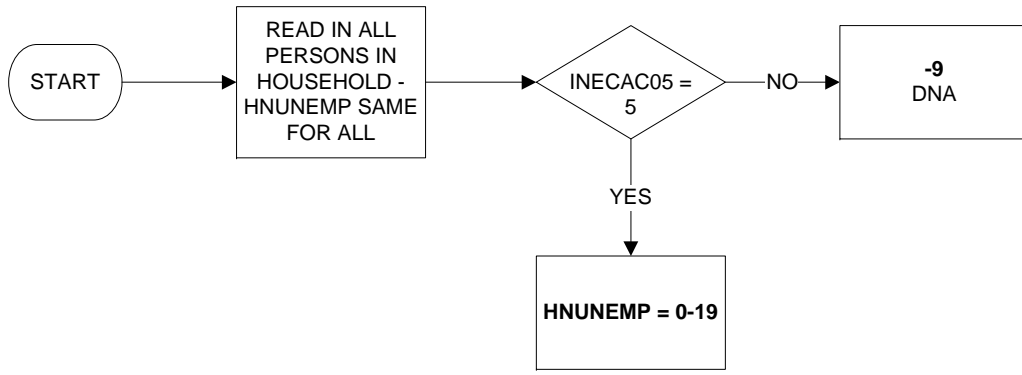 START
READ IN ALL
PERSONS IN
HOUSEHOLD -
HNUNEMP SAME
FOR ALL
INECAC05 =
5
NO
-9
DNA
YES
HNUNEMP = 0-19